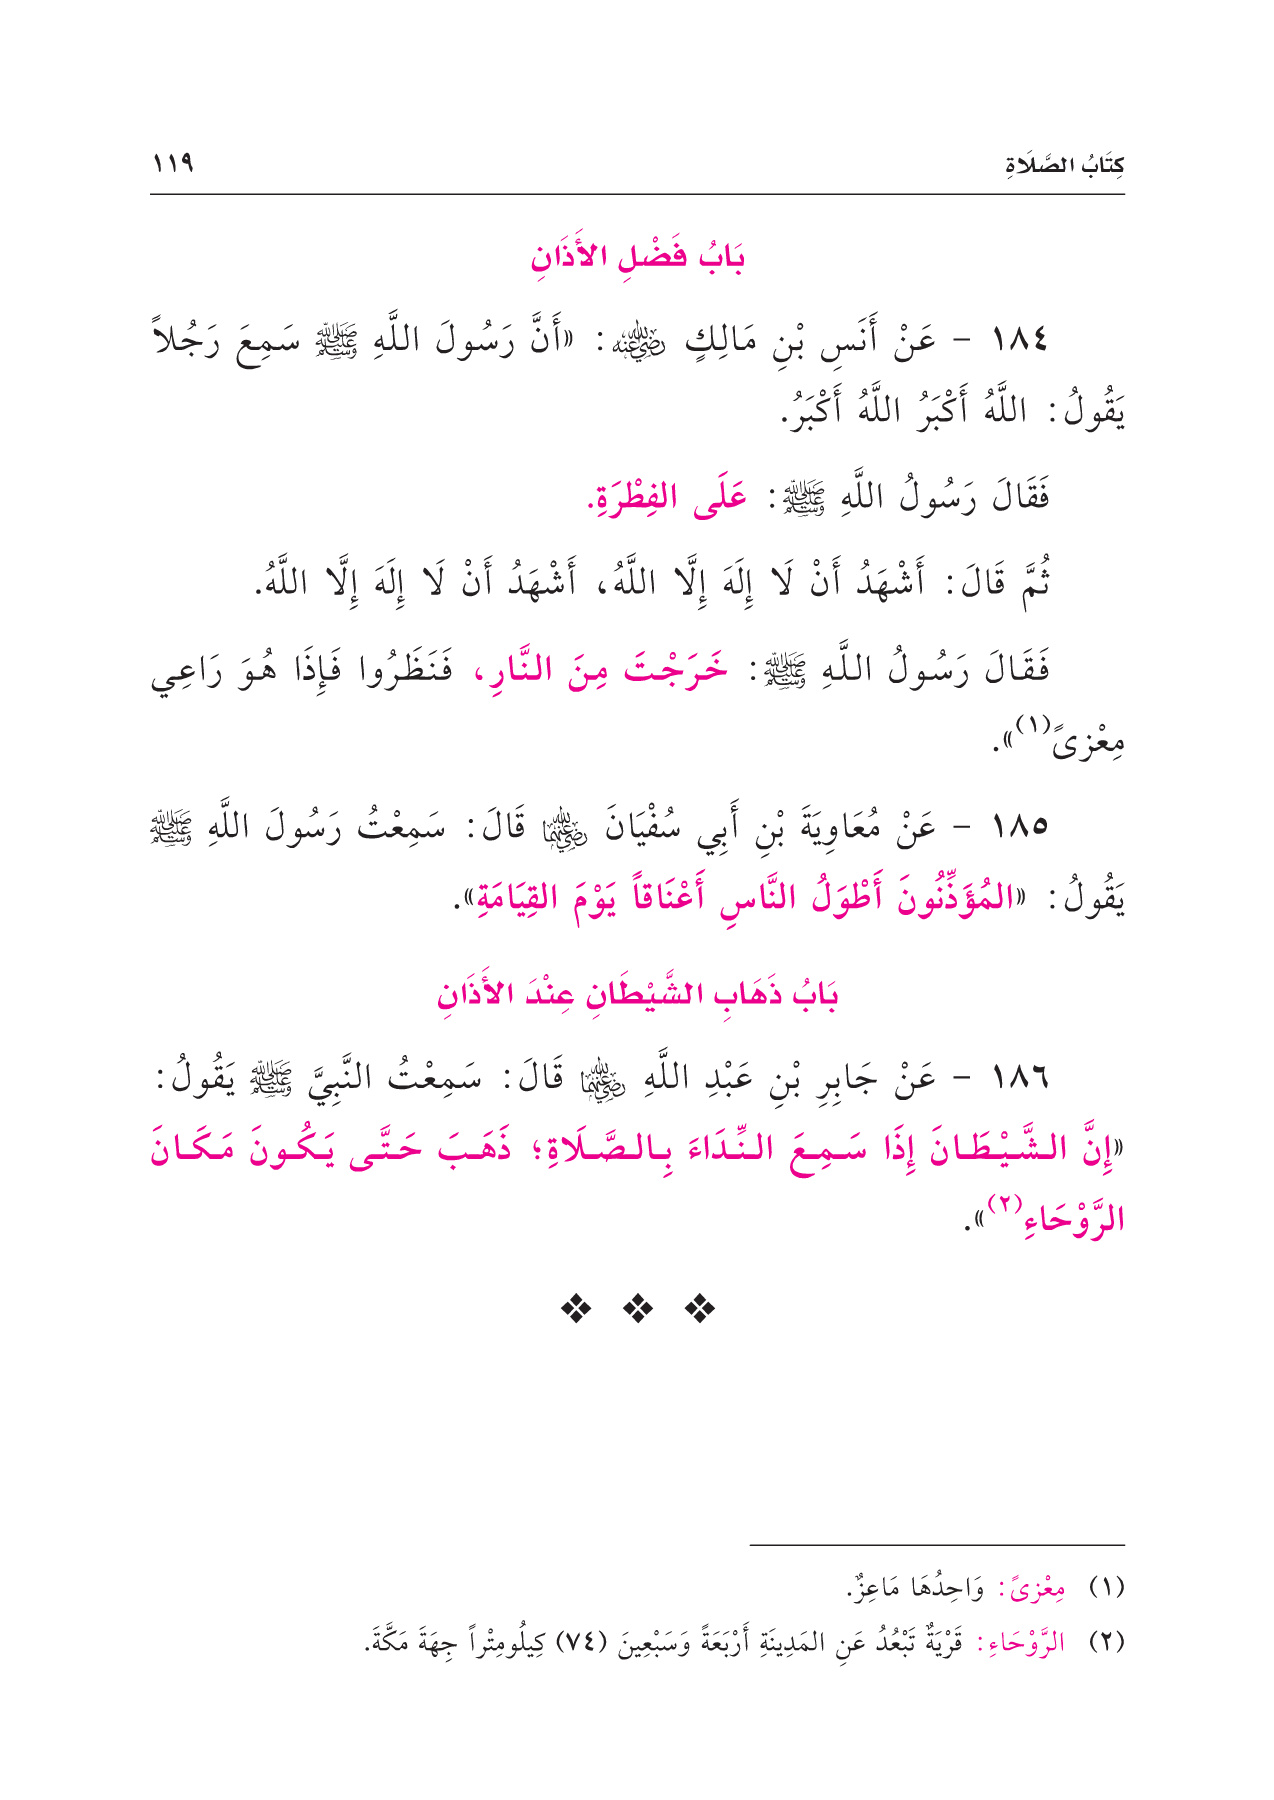 كِتَابُ الصَّلَاةِ ١١٩
بَابُ فَضْلِ الأَذَانِ
١٨٤ - عَنْ أَنَسِ بْنِ مَالِكٍ رضي الله عنه: «أَنَّ رَسُولَ اللَّهِ ﷺ سَمِعَ رَجُلاً
يَقُولُ: اللَّهُ أَكْبَرُ اللَّهُ أَكْبَرُ.
فَقَالَ رَسُولُ اللَّهِ ﷺ: عَلَى الفِطْرَةِ.
ثُمَّ قَالَ: أَشْهَدُ أَنْ لَا إِلَهَ إِلَّا اللَّهُ، أَشْهَدُ أَنْ لَا إِلَهَ إِلَّا اللَّهُ.
فَقَالَ رَسُولُ اللَّهِ ﷺ: خَرَجْتَ مِنَ النَّارِ، فَنَظَرُوا فَإِذَا هُوَ رَاعِي
مِعْزىً(١)».
١٨٥ - عَنْ مُعَاوِيَةَ بْنِ أَبِي سُفْيَانَ رضي الله عنهما قَالَ: سَمِعْتُ رَسُولَ اللَّهِ ﷺ
يَقُولُ: «المُؤَذِّنُونَ أَطْوَلُ النَّاسِ أَعْنَاقاً يَوْمَ القِيَامَةِ».
بَابُ ذَهَابِ الشَّيْطَانِ عِنْدَ الأَذَانِ
١٨٦ - عَنْ جَابِرِ بْنِ عَبْدِ اللَّهِ رضي الله عنهما قَالَ: سَمِعْتُ النَّبِيَّ ﷺ يَقُولُ:
«إِنَّ الشَّيْطَانَ إِذَا سَمِعَ النِّدَاءَ بِالصَّلَاةِ؛ ذَهَبَ حَتَّى يَكُونَ مَكَانَ
الرَّوْحَاءِ(٢)».
(١) مِعْزىً: وَاحِدُهَا مَاعِزٌ.
(٢) الرَّوْحَاءِ: قَرْيَةٌ تَبْعُدُ عَنِ المَدِينَةِ أَرْبَعَةً وَسَبْعِينَ (٧٤) كِيلُومِتْراً جِهَةَ مَكَّةَ.